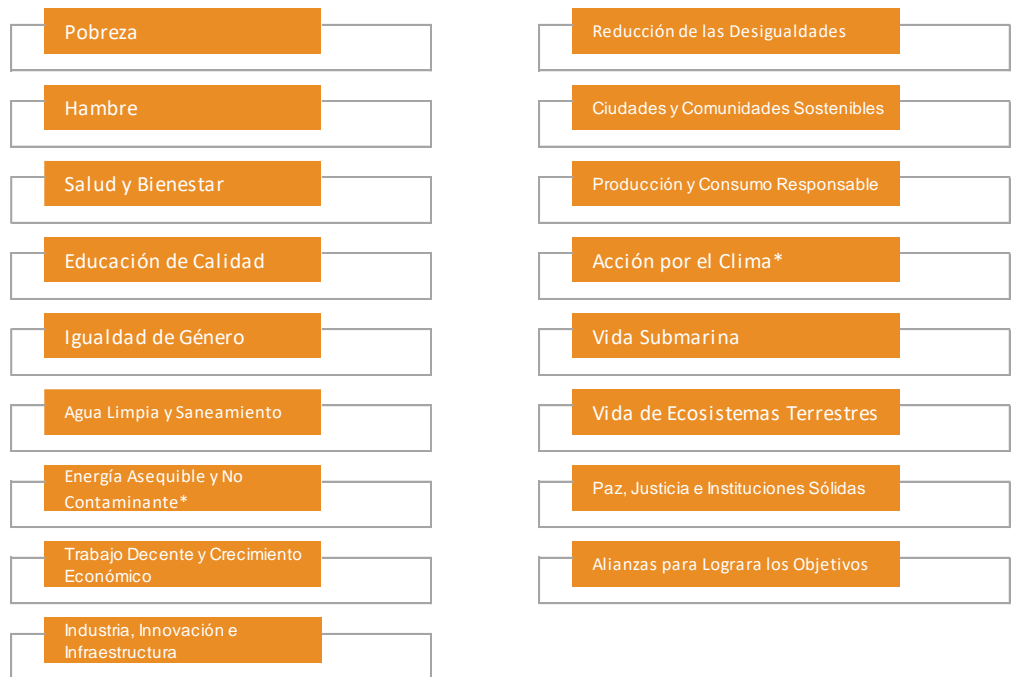 Pobreza
Hambre
Salud y Bienestar
Educación de Calidad
Igualdad de Género
Agua Limpia y Saneamiento
Energía Asequible y No
Contaminante*
Trabajo Decente y Crecimiento
Económico
Industria, Innovación e
Infraestructura
Reducción de las Desigualdades
Ciudades y Comunidades Sostenibles
Producción y Consumo Responsable
Acción por el Clima*
Vida Submarina
Vida de Ecosistemas Terrestres
Paz, Justicia e Instituciones Sólidas
Alianzas para Lograra los Objetivos